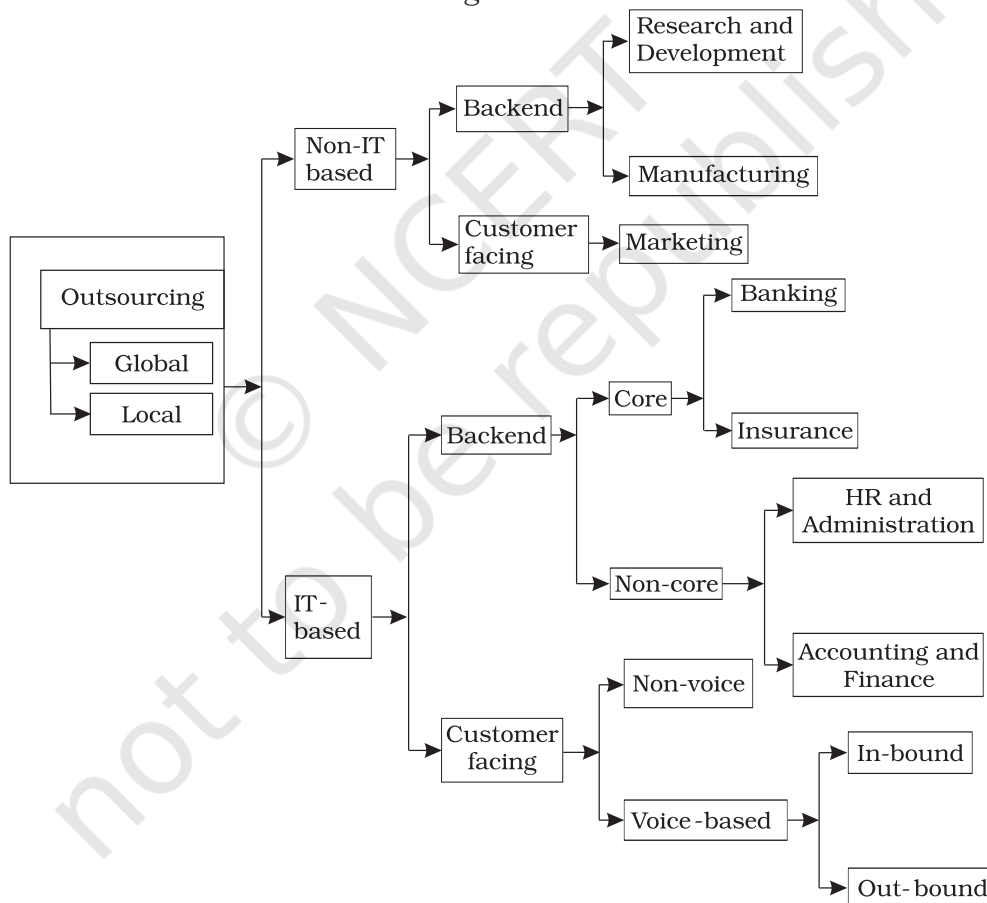 Research and
Development
Backend
Non-IT
based
Manufacturing
Customer
facing
Marketing
Outsourcing
Global
Local
Banking
Core
Backend
Insurance
HR and
Administration
Non-core
IT-
based
Accounting and
Finance
Non-voice
Customer
facing
In-bound
Voice-based
Out-bound
© NCERT
not to be republish